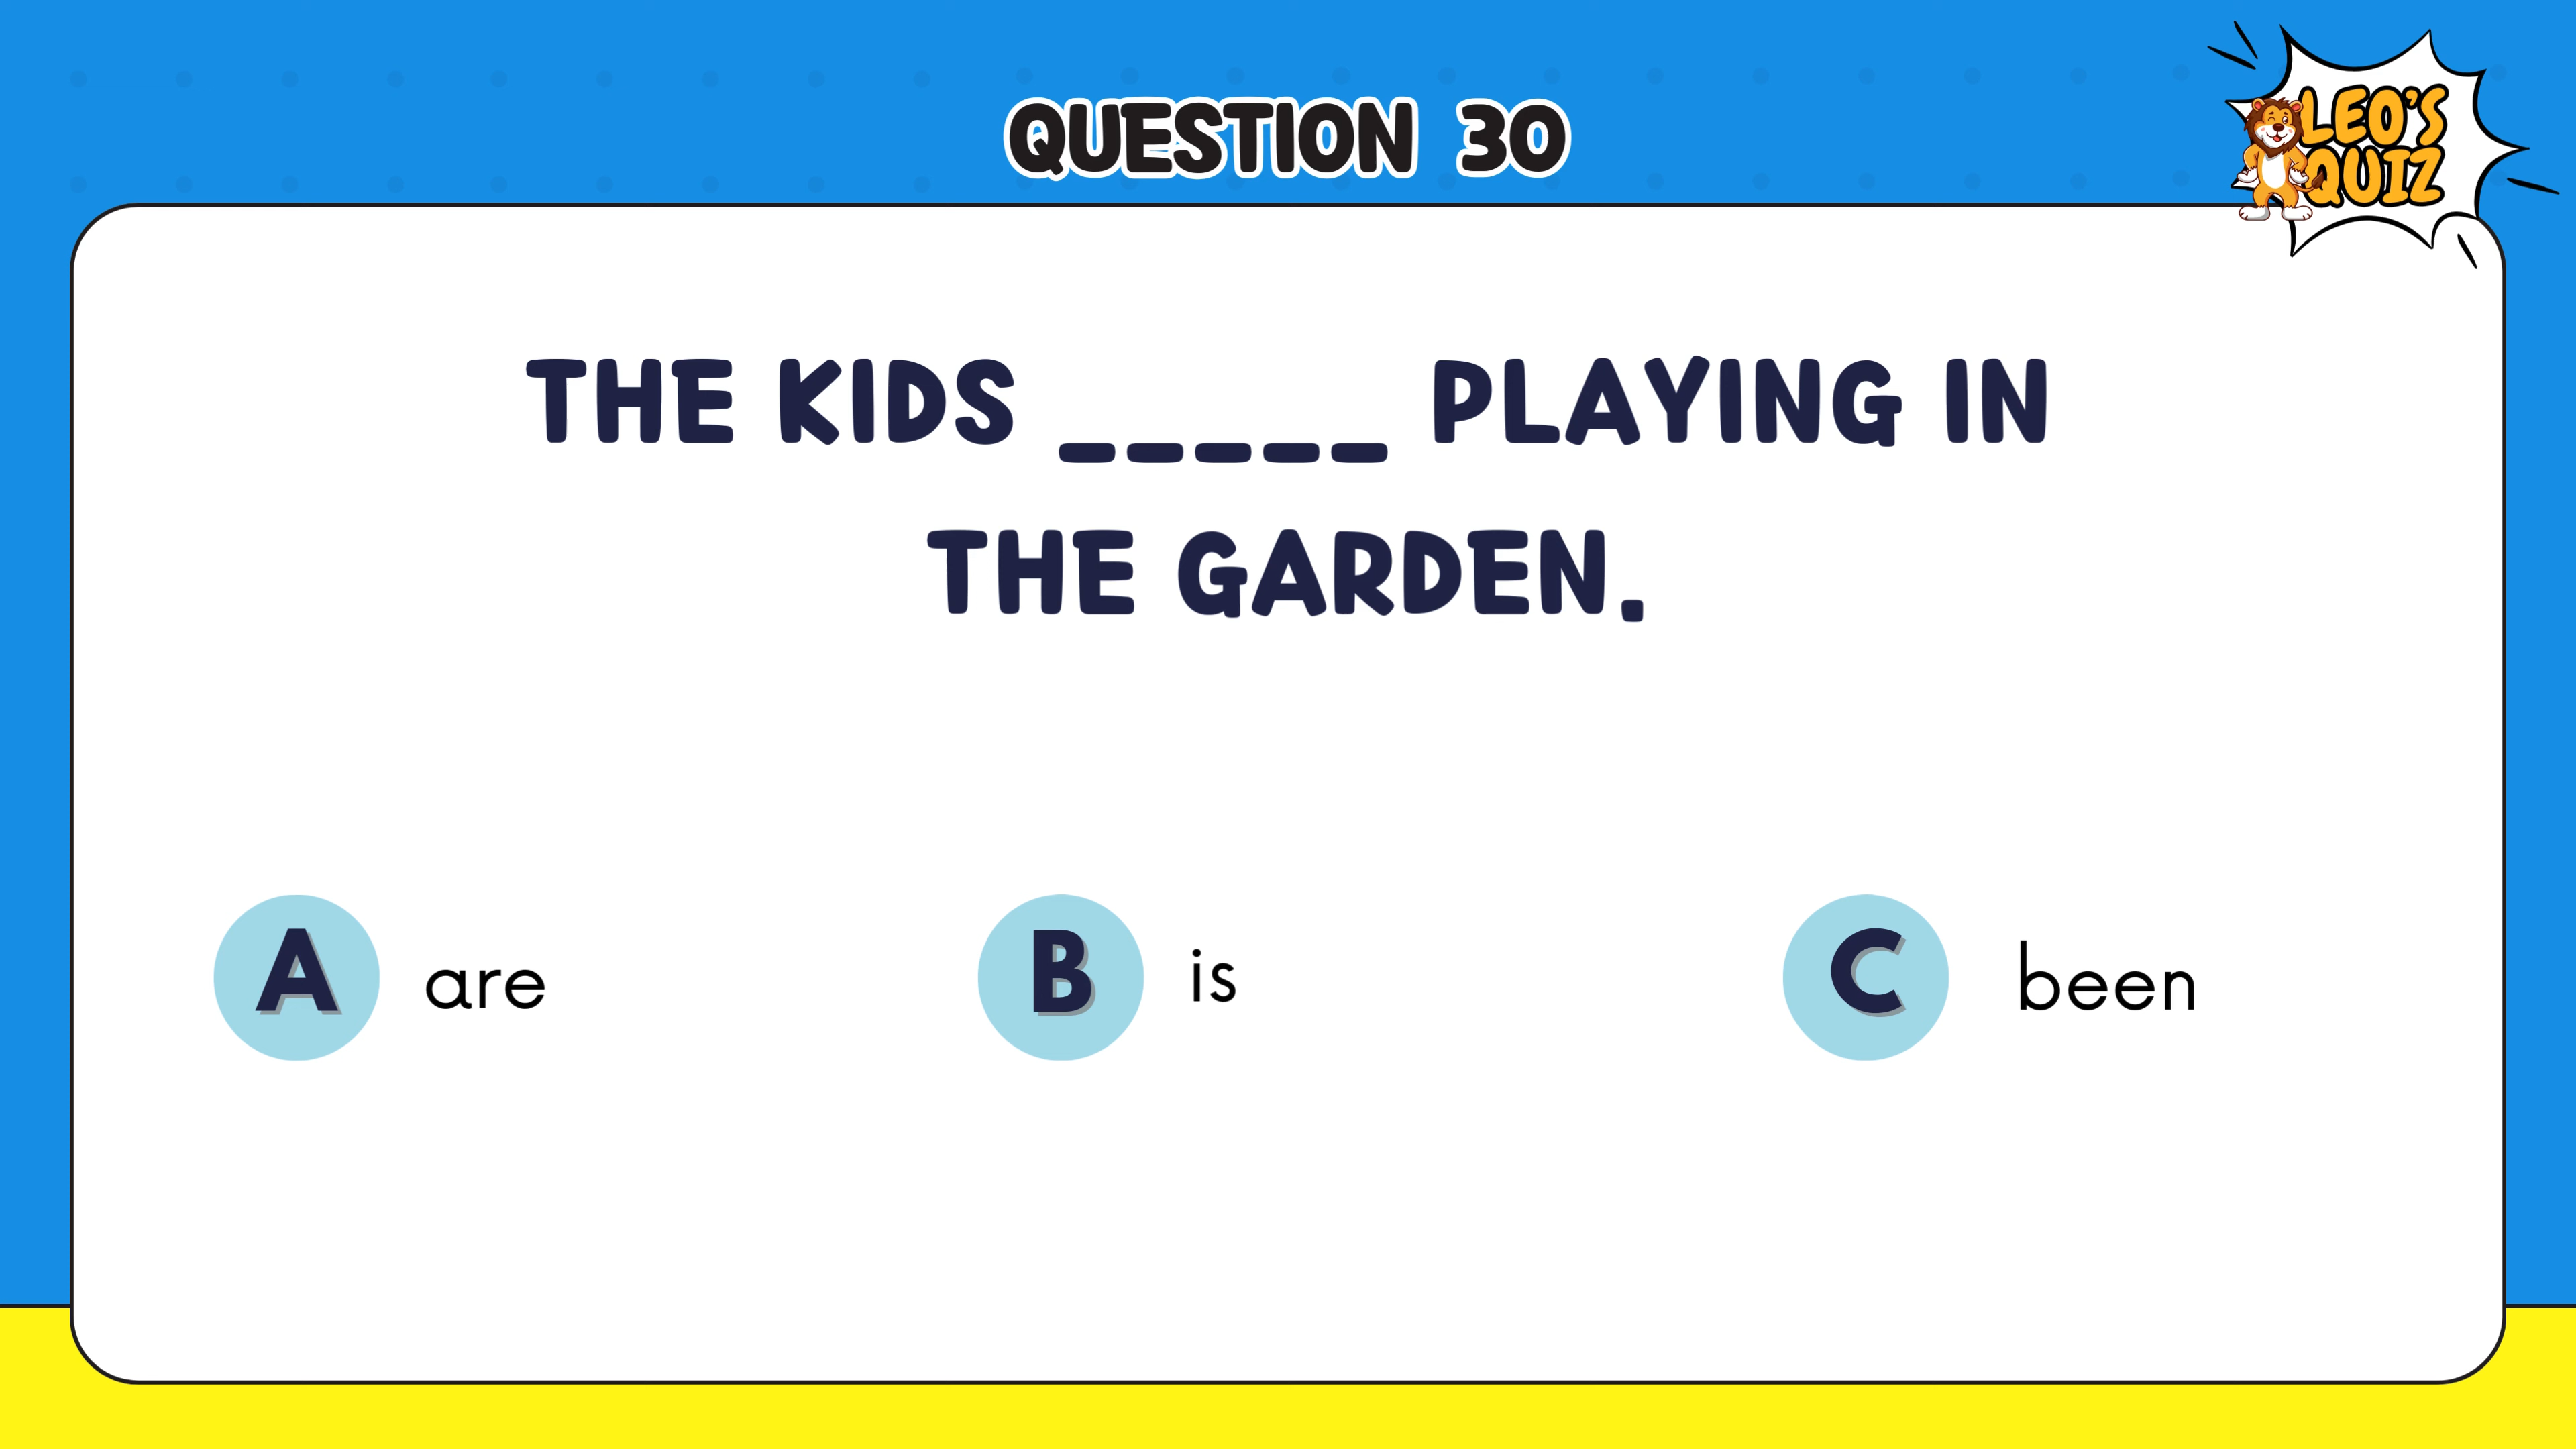 QUESTION 30
LEO'S
QUIZ
THE KIDS _____ PLAYING IN
THE GARDEN.
A are
B is
C been